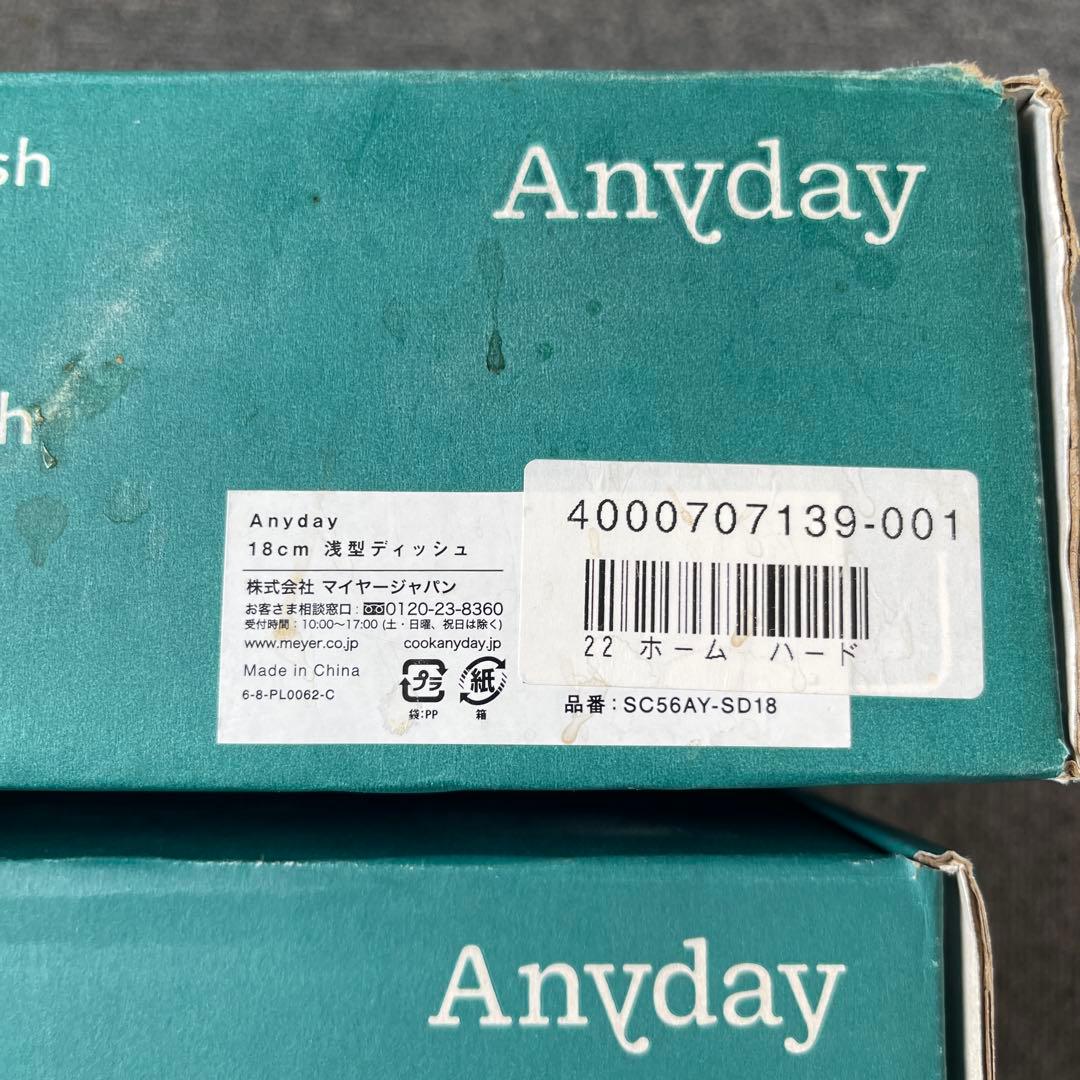 sh
Anyday
h
Anyday
18cm 浅型ディッシュ
株式会社 マイヤージャパン
お客さま相談窓口:0120-23-8360
受付時間:10:00〜17:00 (土・日曜、祝日は除く)
www.meyer.co.jp cookanyday.jp
Made in China
6-8-PL0062-C
プラ
袋:PP
紙
箱
4000707139-001
22 ホーム ハード
品番:SC56AY-SD18
Anyday